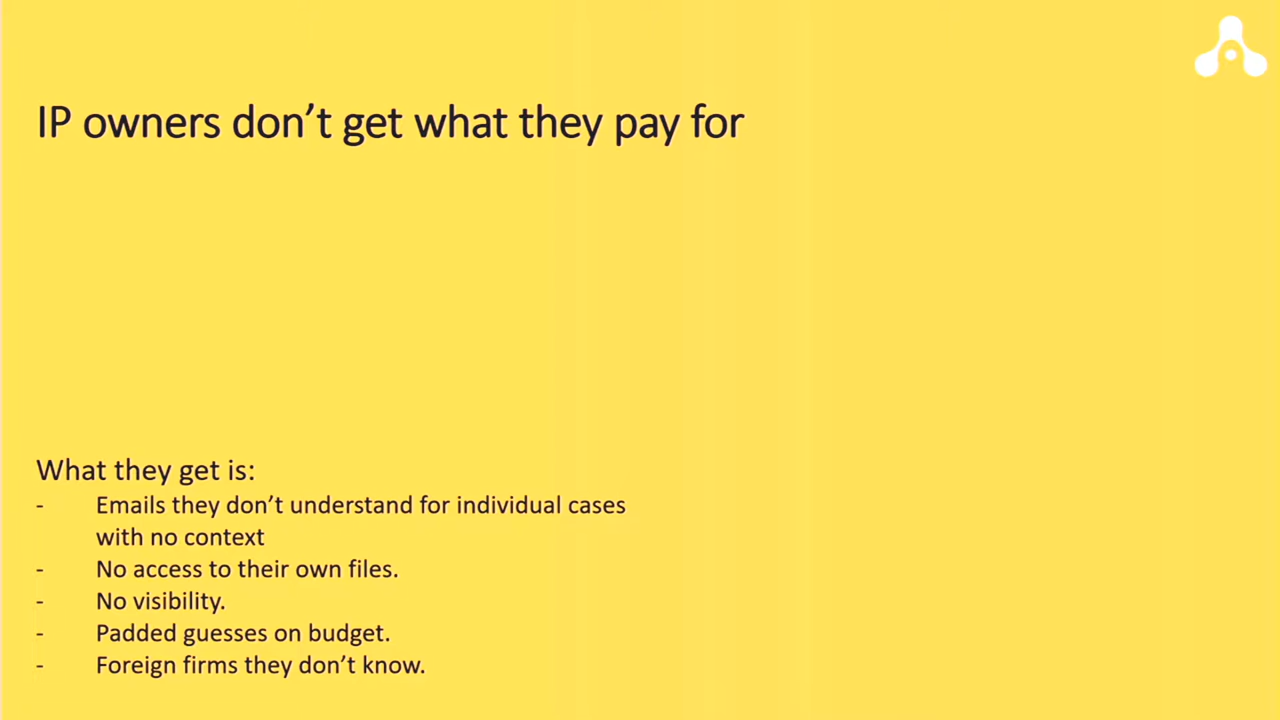 IP owners don’t get what they pay for
What they get is:
- Emails they don’t understand for individual cases
with no context
- No access to their own files.
- No visibility.
- Padded guesses on budget.
- Foreign firms they don’t know.